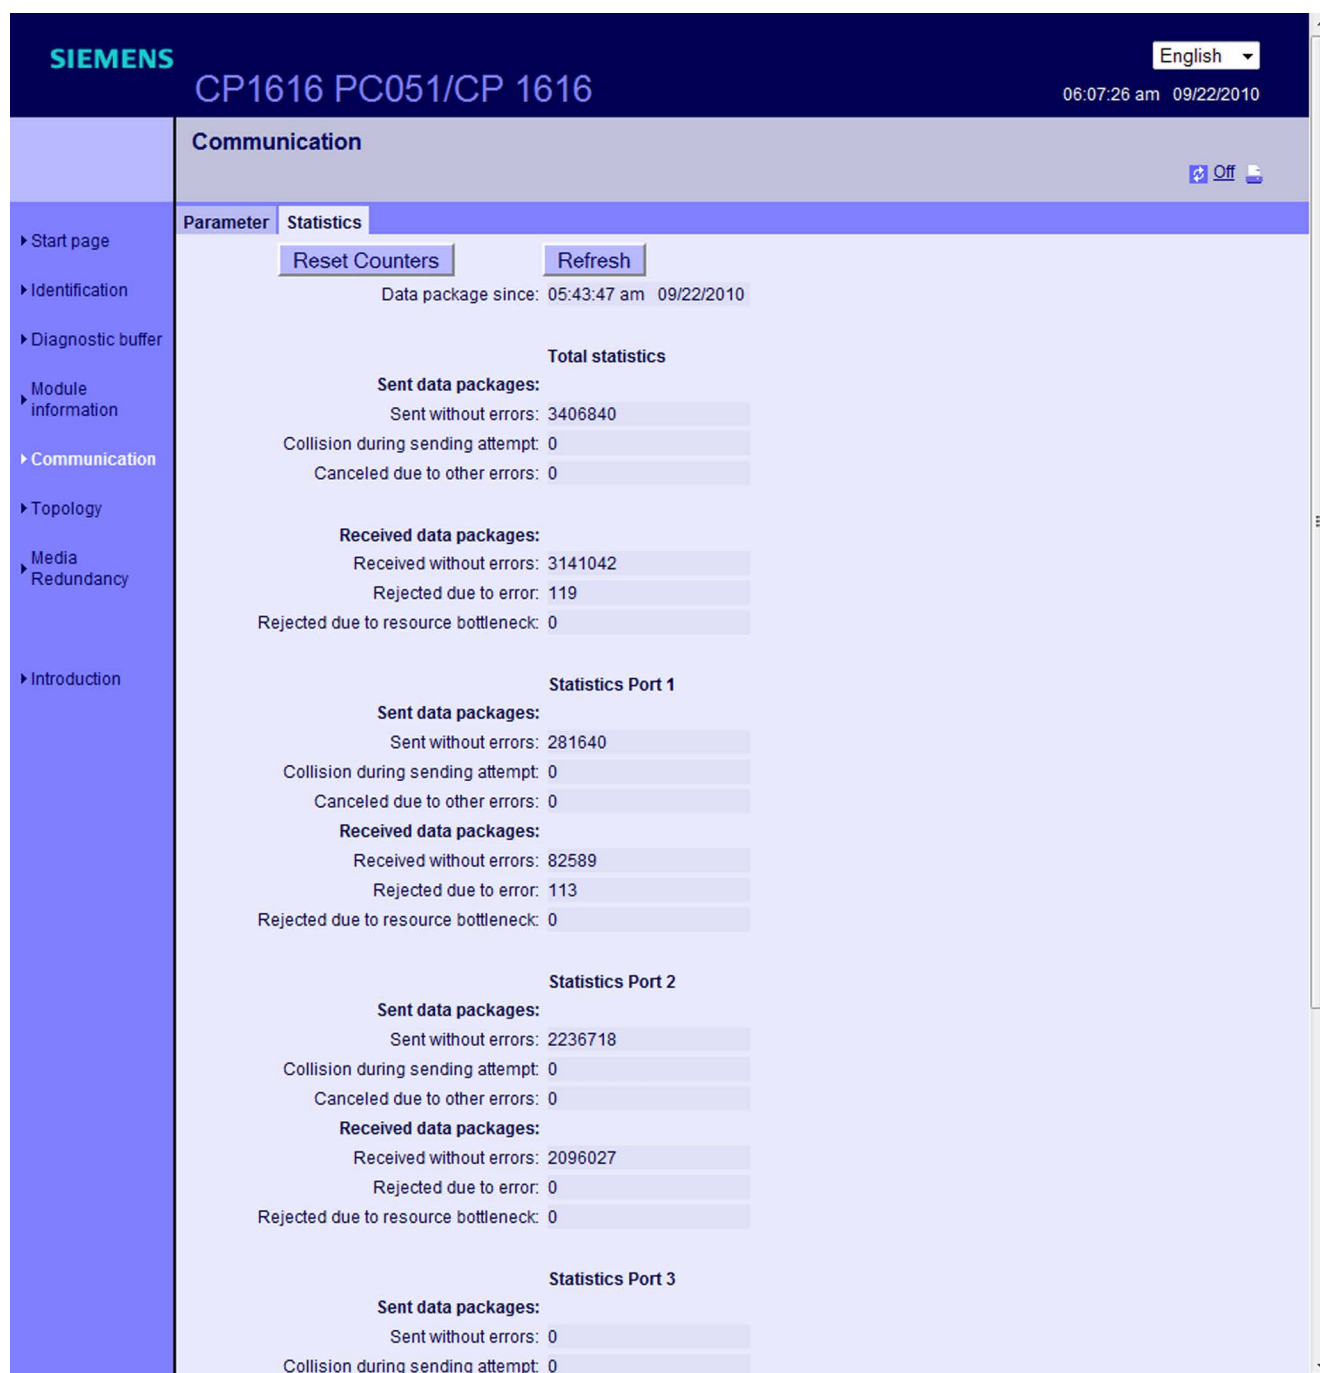 SIEMENS
English
CP1616 PC051/CP 1616
06:07:26 am 09/22/2010
Communication
Off
Parameter Statistics
Start page
Identification
Diagnostic buffer
Module
information
Communication
Topology
Media
Redundancy
Introduction
Reset Counters Refresh
Data package since: 05:43:47 am 09/22/2010
Total statistics
Sent data packages:
Sent without errors: 3406840
Collision during sending attempt: 0
Canceled due to other errors: 0
Received data packages:
Received without errors: 3141042
Rejected due to error: 119
Rejected due to resource bottleneck: 0
Statistics Port 1
Sent data packages:
Sent without errors: 281640
Collision during sending attempt: 0
Canceled due to other errors: 0
Received data packages:
Received without errors: 82589
Rejected due to error: 113
Rejected due to resource bottleneck: 0
Statistics Port 2
Sent data packages:
Sent without errors: 2236718
Collision during sending attempt: 0
Canceled due to other errors: 0
Received data packages:
Received without errors: 2096027
Rejected due to error: 0
Rejected due to resource bottleneck: 0
Statistics Port 3
Sent data packages:
Sent without errors: 0
Collision during sending attempt: 0